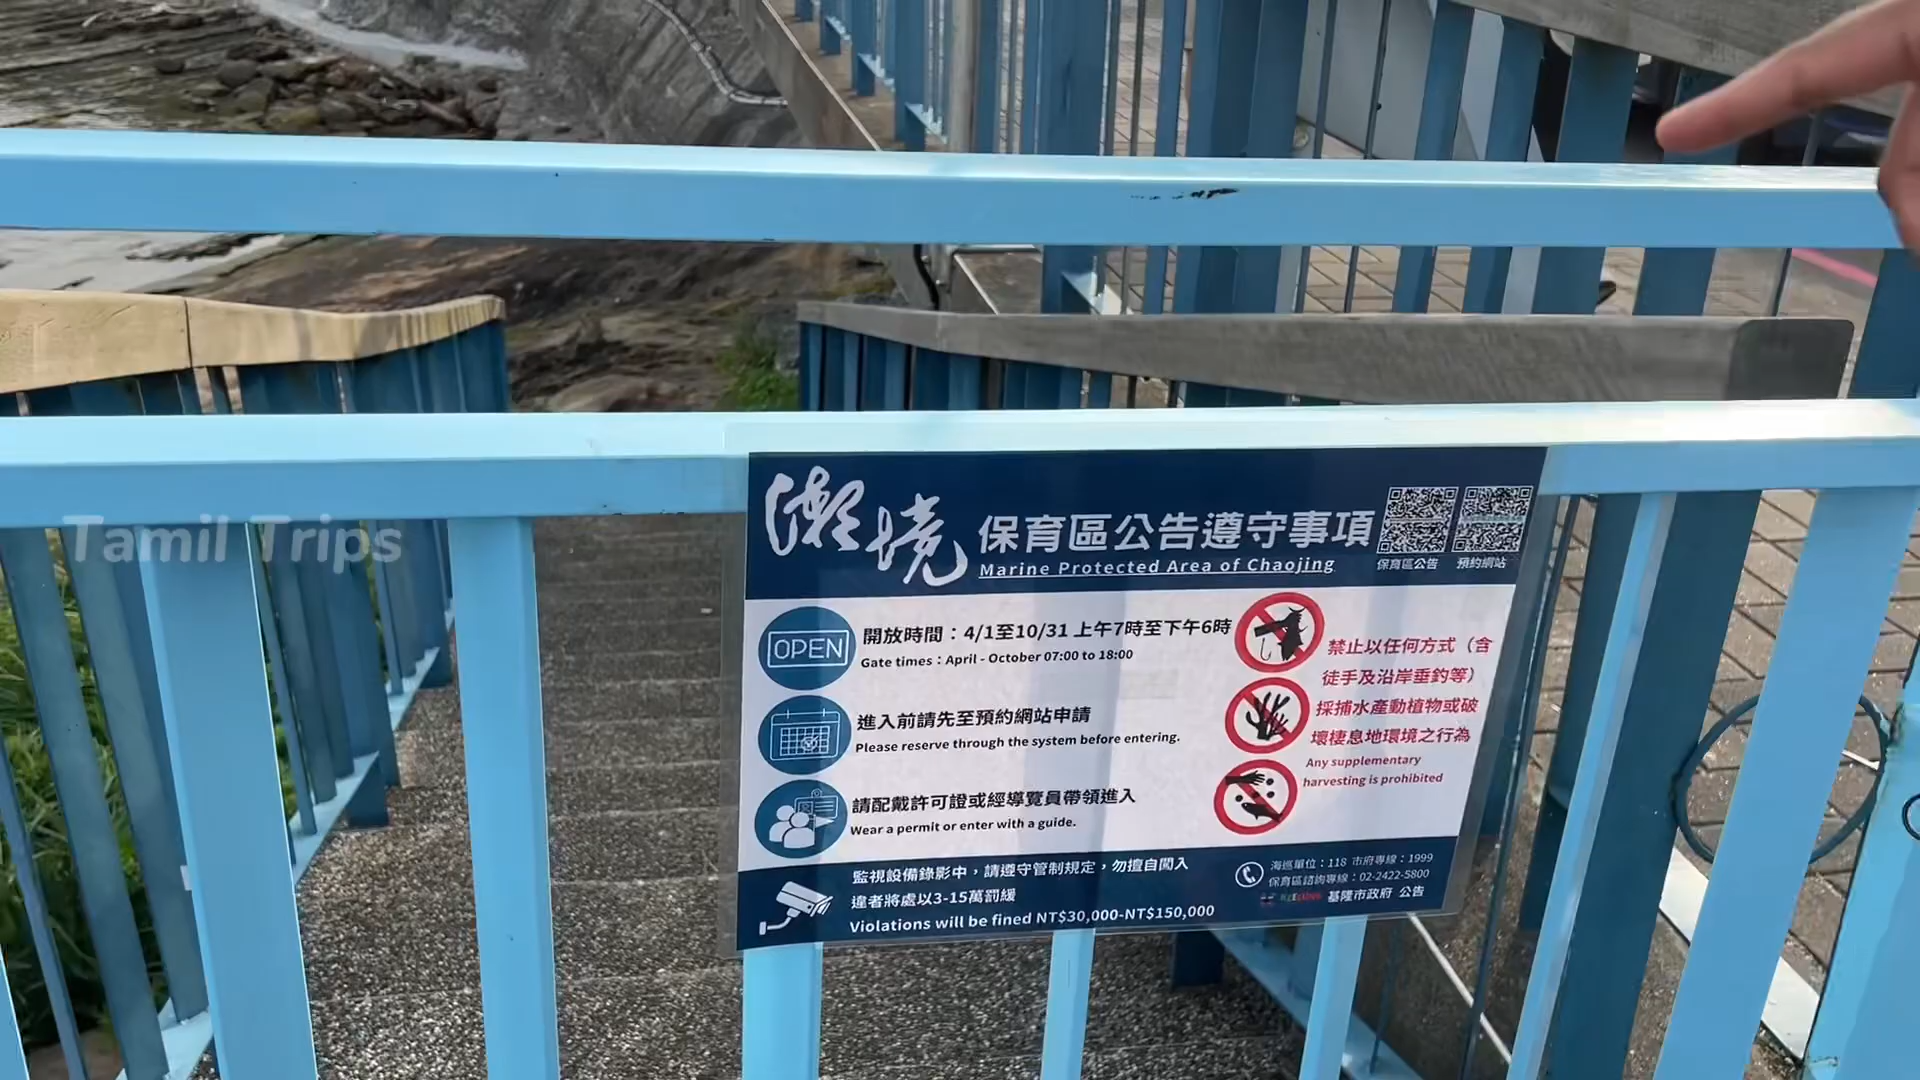 Tamil Trips
潮境 保育區公告遵守事項
Marine Protected Area of Chaojing
保育區公告 預約網站
OPEN
開放時間：4/1至10/31 上午7時至下午6時
Gate times：April - October 07:00 to 18:00
進入前請先至預約網站申請
Please reserve through the system before entering.
請配戴許可證或經導覽員帶領進入
Wear a permit or enter with a guide.
禁止以任何方式（含
徒手及沿岸垂釣等）
採捕水產動植物或破
壞棲息地環境之行為
Any supplementary
harvesting is prohibited
監視設備錄影中，請遵守管制規定，勿擅自闖入
違者將處以3-15萬罰緩
Violations will be fined NT$30,000-NT$150,000
海巡單位：118 市府專線：1999
保育區諮詢專線：02-2422-5800
基隆市政府 公告